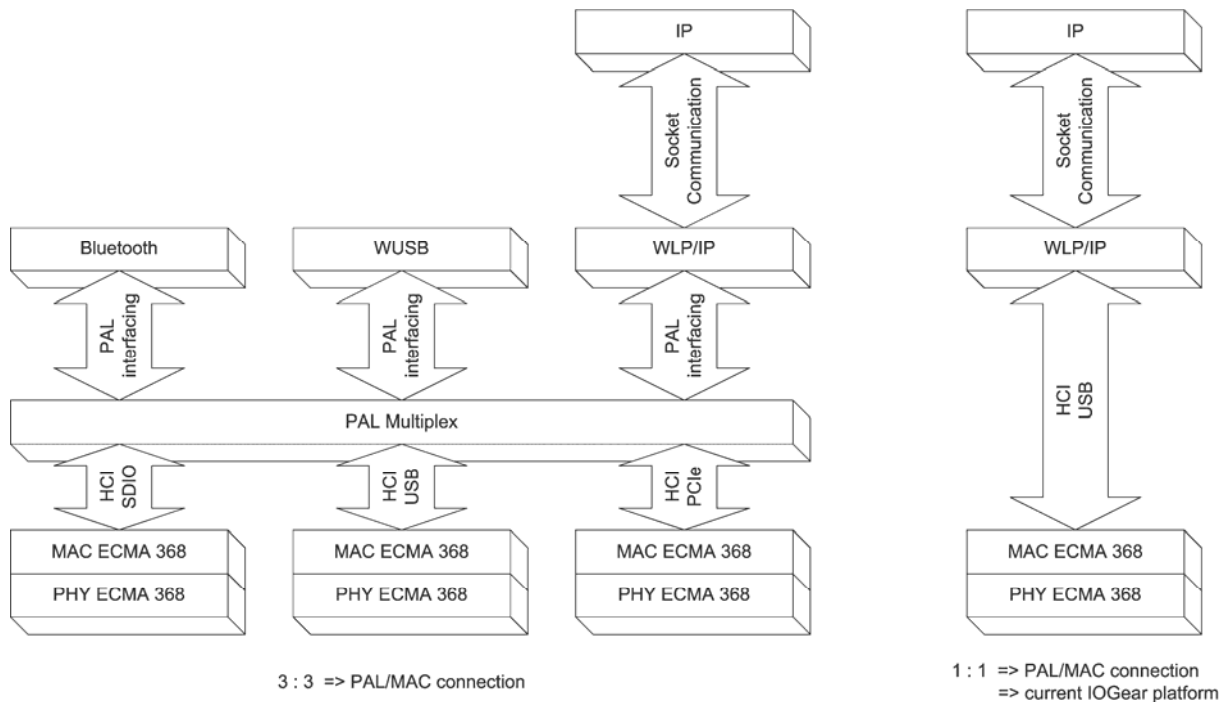 IP
IP
Socket
Communication
Socket
Communication
Bluetooth
WUSB
WLP/IP
WLP/IP
PAL
interfacing
PAL
interfacing
PAL
interfacing
HCI
USB
PAL Multiplex
HCI
SDIO
HCI
USB
HCI
PCIe
MAC ECMA 368
MAC ECMA 368
MAC ECMA 368
MAC ECMA 368
PHY ECMA 368
PHY ECMA 368
PHY ECMA 368
PHY ECMA 368
3 : 3 => PAL/MAC connection
1 : 1 => PAL/MAC connection
=> current IOGear platform